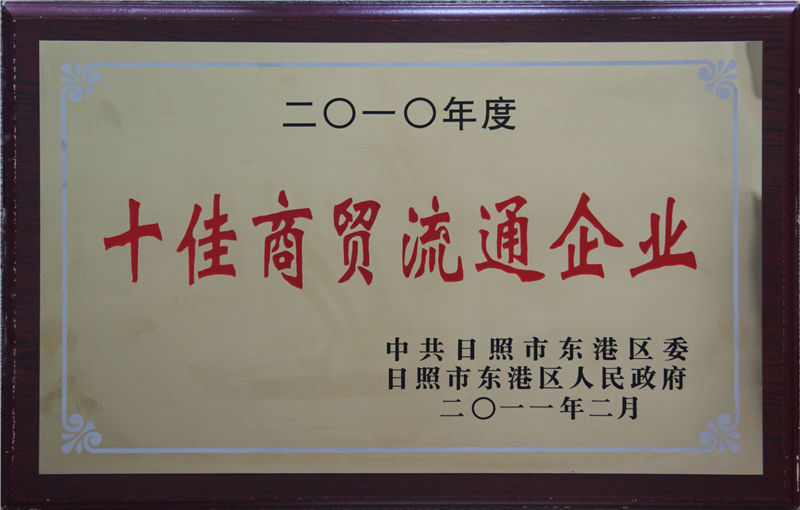 二〇一〇年度
十佳商贸流通企业
中共日照市东港区委
日照市东港区人民政府
二〇一一年二月